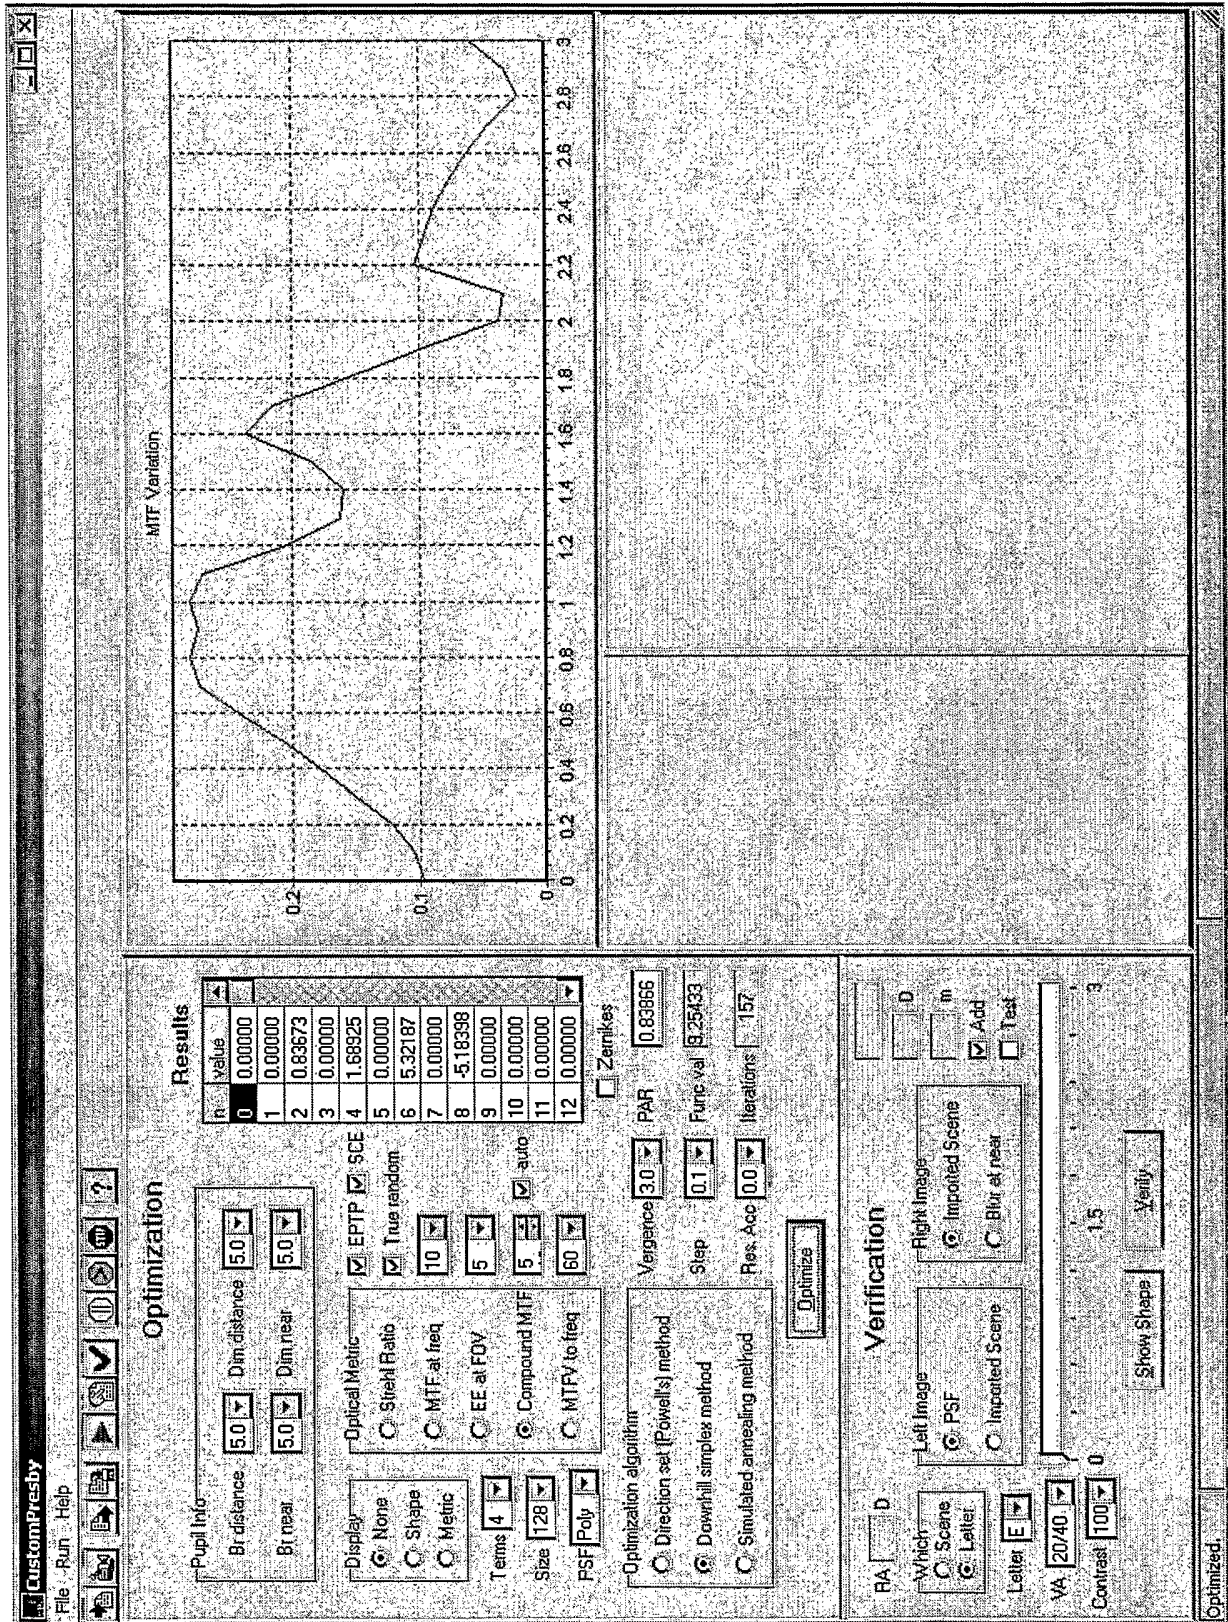 CustomPresby
File Run Help
Optimization
Pupil Info
Br distance 5.0 Dim distance 5.0
Br near 5.0 Dim near 5.0
Display
None
Shape
Metric
Terms 4
Size 128
PSF Poly
Optical Metric
Strehl Ratio
MTF at freq
EE at FOV
Compound MTF
MTFV to freq
EPTP SCE
True random
10
5
5 auto
60
Results
n value
0 0.00000
1 0.00000
2 0.83673
3 0.00000
4 1.68925
5 0.00000
6 5.32187
7 0.00000
8 -5.18398
9 0.00000
10 0.00000
11 0.00000
12 0.00000
Zernikes
Optimization algorithm
Direction set (Powell's) method
Downhill simplex method
Simulated annealing method
Vergence 3.0 PAR 0.83866
Step 0.1 Func val 9.25433
Res. Acc 0.0 Iterations 157
Optimize
Verification
RA D
Which
Scene
Letter
Letter E
VA 20/40
Contrast 100
Left Image
PSF
Imported Scene
Right Image
Imported Scene
Blur at near
D
m
Add
Test
0 1.5 3
Show Shape Verify
MTF Variation
0.2
0.1
0
0 0.2 0.4 0.6 0.8 1 1.2 1.4 1.6 1.8 2 2.2 2.4 2.6 2.8 3
Optimized.